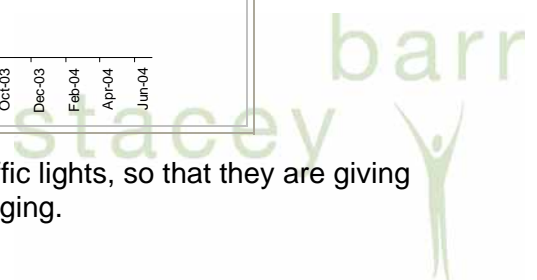 barr
Oct-03
Dec-03
Feb-04
Apr-04
Jun-04
stacey
ffic lights, so that they are giving
ging.